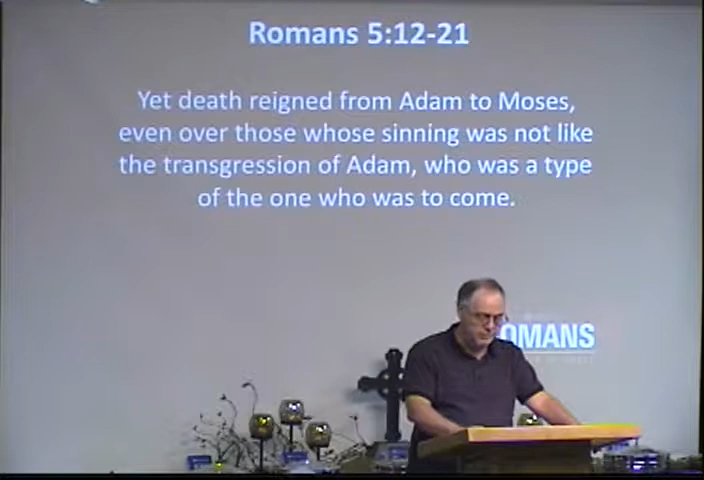 Romans 5:12-21
Yet death reigned from Adam to Moses,
even over those whose sinning was not like
the transgression of Adam, who was a type
of the one who was to come.
OMANS